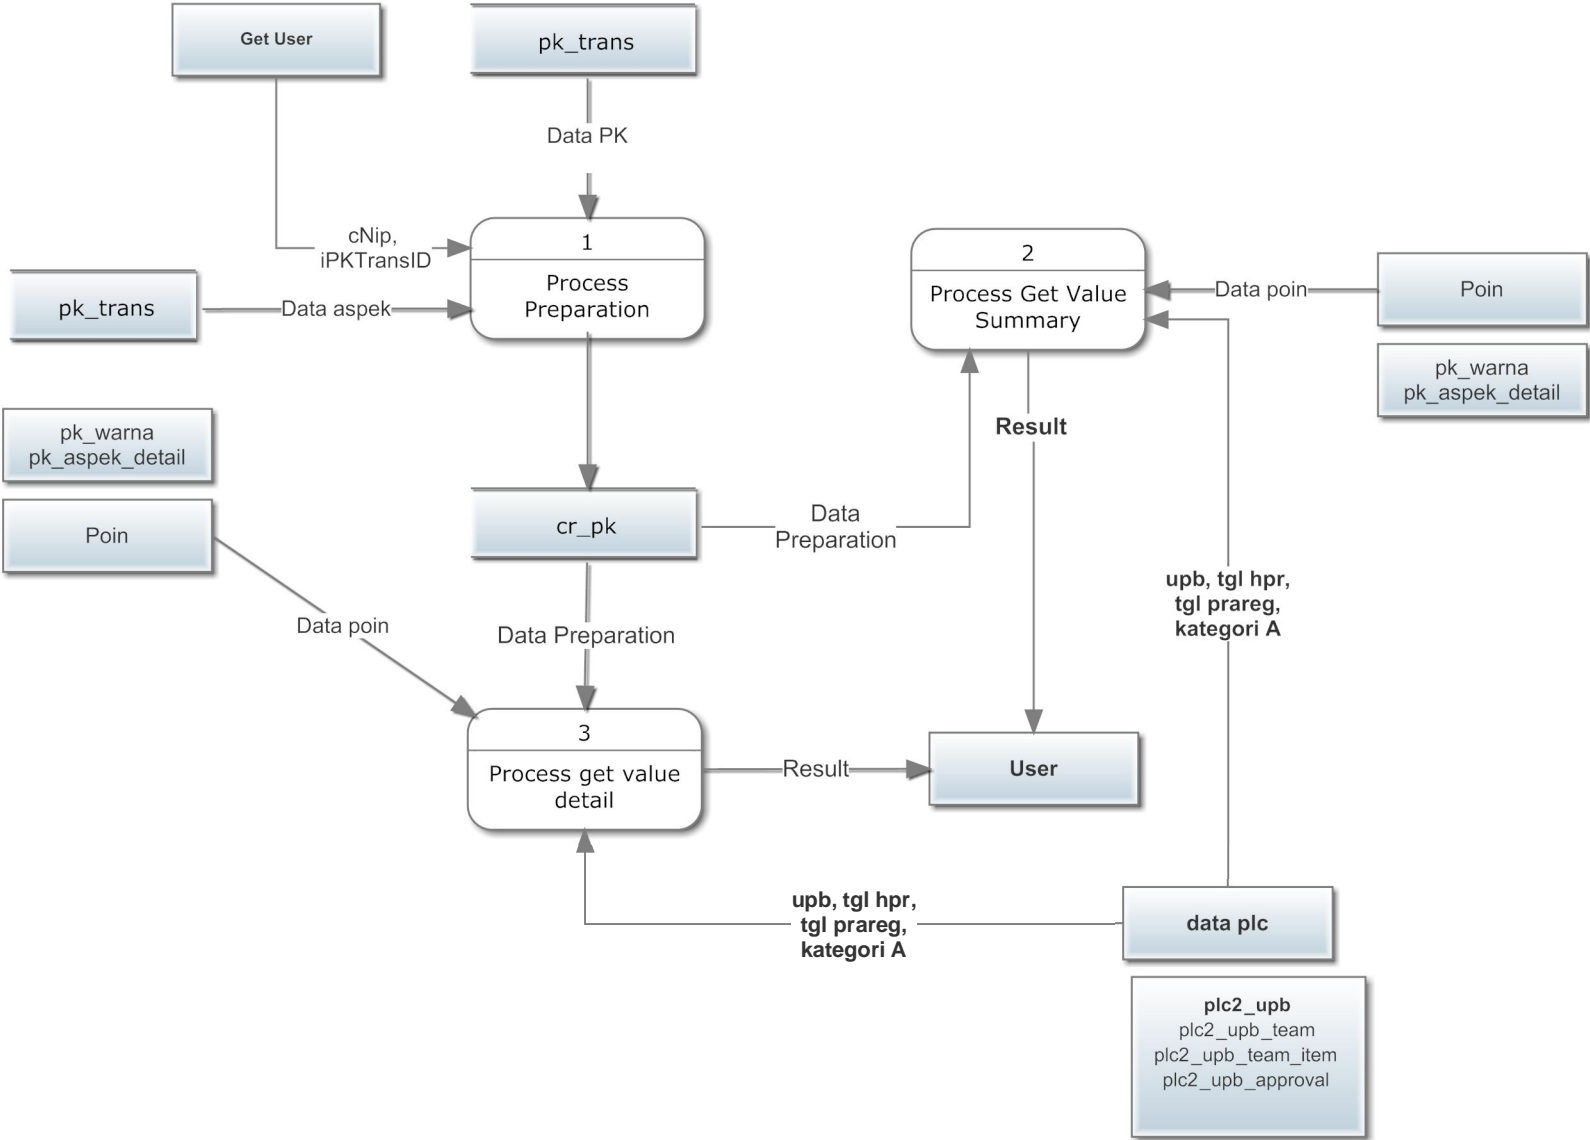 Get User
pk_trans
Data PK
cNip,
iPKTransID
1
Process
Preparation
pk_trans
Data aspek
2
Process Get Value
Summary
Data poin
Poin
pk_warna
pk_aspek_detail
Result
pk_warna
pk_aspek_detail
Poin
cr_pk
Data
Preparation
upb, tgl hpr,
tgl prareg,
kategori A
Data poin
Data Preparation
3
Process get value
detail
Result
User
upb, tgl hpr,
tgl prareg,
kategori A
data plc
plc2_upb
plc2_upb_team
plc2_upb_team_item
plc2_upb_approval